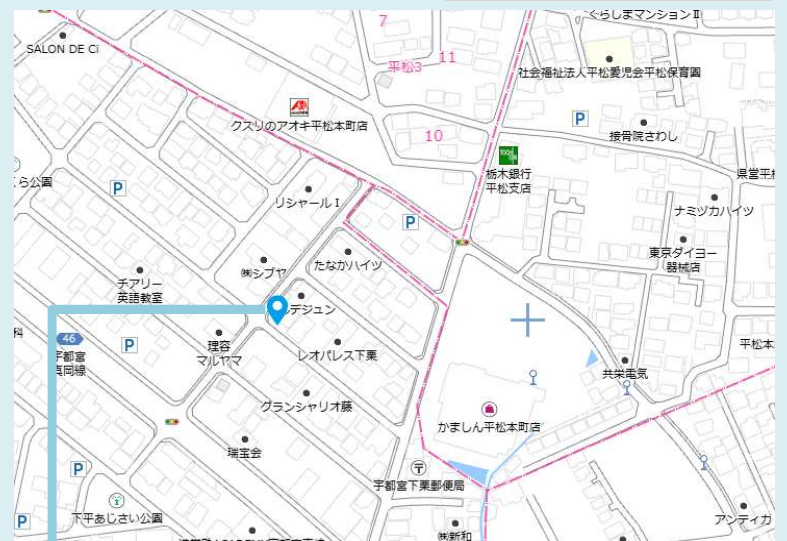 ぐらしまマンションⅡ
7
SALON DE Ci
11
平松3
社会福祉法人平松愛児会平松保育園
クスリのアオキ平松本町店
10
P
接骨院さわし
栃木銀行
平松支店
くら公園
P
県営平松
リシャールⅠ
P
ナミヅカハイツ
㈱シブヤ
たなかハイツ
東京ダイヨー
器械店
チアリー
英語教室
ルデジュン
科
46
宇都宮
真岡線
P
理容
マルヤマ
レオパレス下栗
平松本
共栄電気
グランシャリオ藤
かましん平松本町店
瑞宝会
P
宇都宮下栗郵便局
P
下平あじさい公園
アンティガ
㈱新和